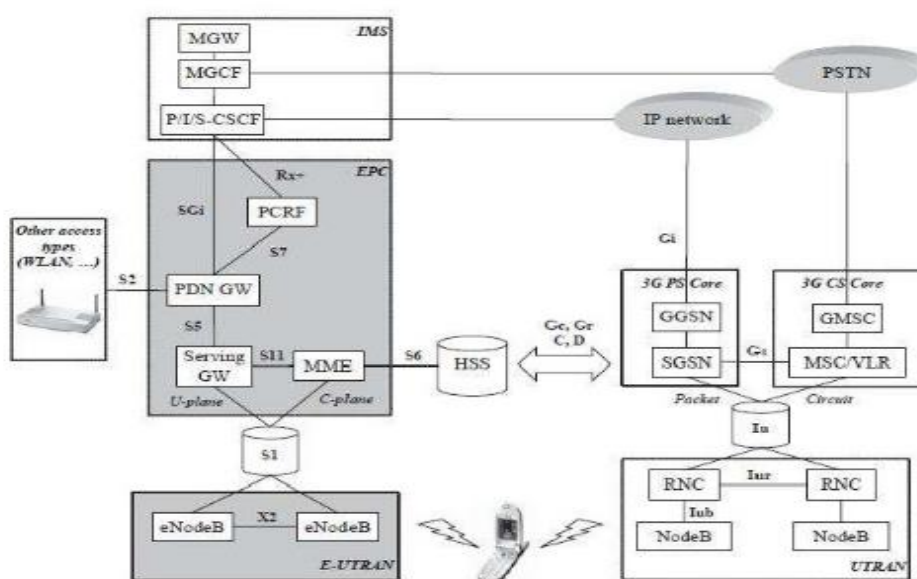 IMS
MGW
MGCF
P/I/S-CSCF
PSTN
IP network
EPC
Rx+
PCRF
SGi
S7
Other access
types
(WLAN, ...)
S2
PDN GW
S5
Serving
GW
S11
MME
S6
HSS
U-plane
C-plane
Gi
3G PS Core
3G CS Core
GGSN
GMSC
Gc, Gr
C, D
SGSN
Gs
MSC/VLR
Packet
Circuit
S1
Iu
RNC
Iur
RNC
Iub
NodeB
NodeB
UTRAN
eNodeB
X2
eNodeB
E-UTRAN